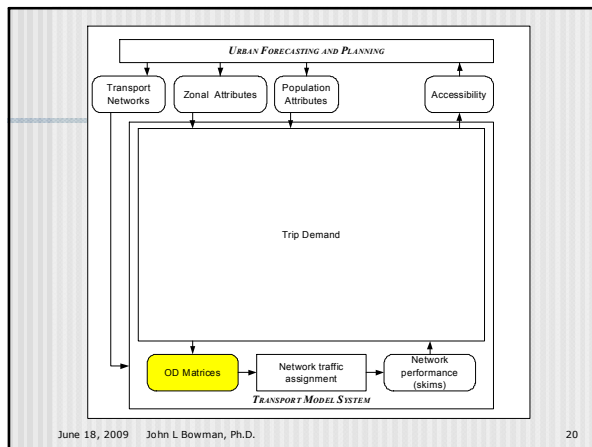 URBAN FORECASTING AND PLANNING
Transport
Networks
Zonal Attributes
Population
Attributes
Accessibility
Trip Demand
OD Matrices
Network traffic
assignment
Network
performance
(skims)
TRANSPORT MODEL SYSTEM
June 18, 2009 John L Bowman, Ph.D. 20